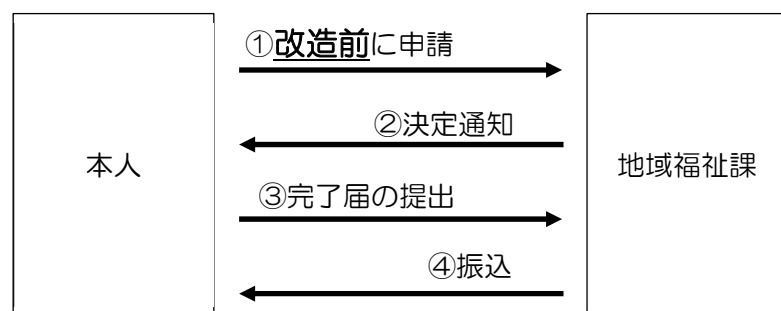 ①改造前に申請
②決定通知
本人
地域福祉課
③完了届の提出
④振込